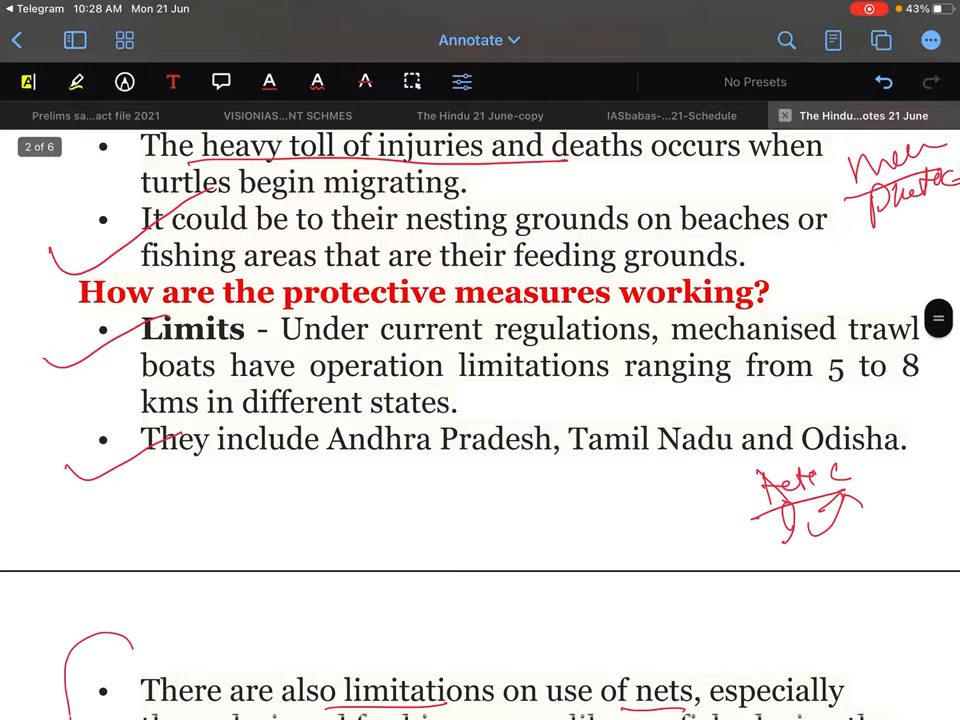 Telegram 10:28 AM Mon 21 Jun 43%
Annotate
No Presets
Prelims sa...act file 2021 VISIONIAS...NT SCHMES The Hindu 21 June-copy IASbabas-...21-Schedule The Hindu...otes 21 June
2 of 6
• The heavy toll of injuries and deaths occurs when
turtles begin migrating.
• It could be to their nesting grounds on beaches or
fishing areas that are their feeding grounds.
How are the protective measures working?
• Limits - Under current regulations, mechanised trawl
boats have operation limitations ranging from 5 to 8
kms in different states.
• They include Andhra Pradesh, Tamil Nadu and Odisha.
• There are also limitations on use of nets, especially